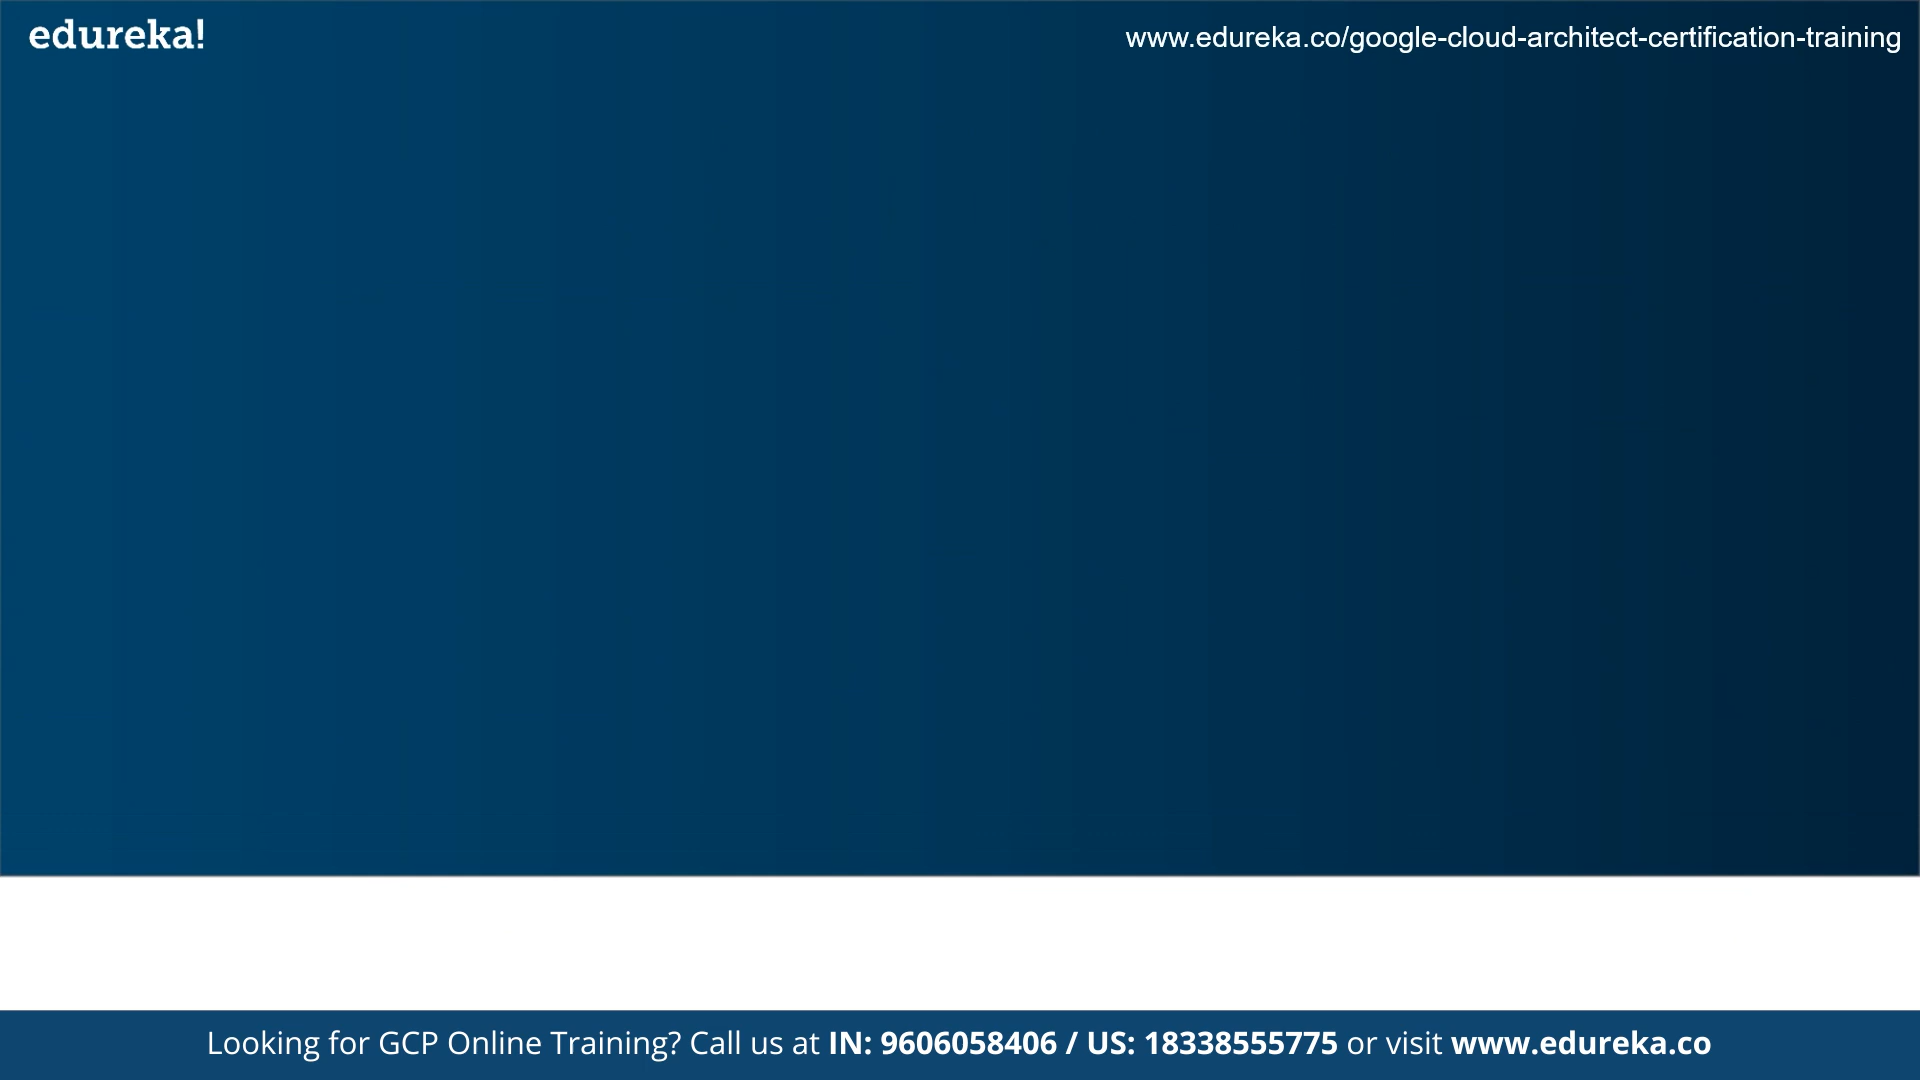 edureka!
www.edureka.co/google-cloud-architect-certification-training
Looking for GCP Online Training? Call us at IN: 9606058406 / US: 18338555775 or visit www.edureka.co